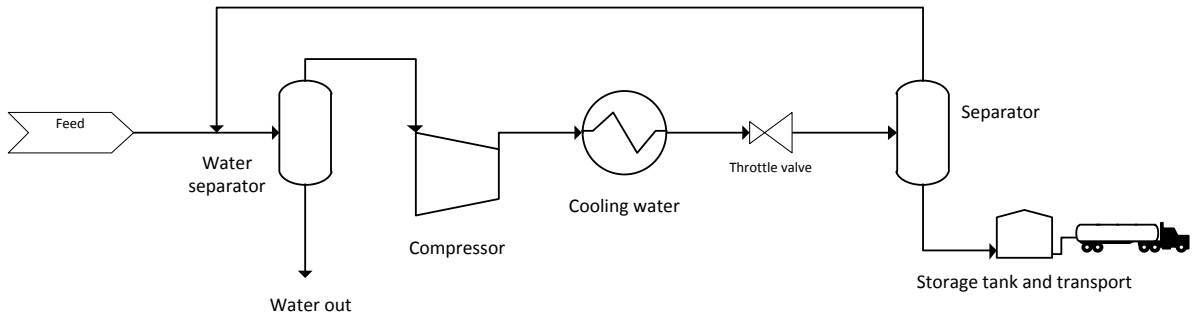 Feed
Water
separator
Water out
Compressor
Cooling water
Throttle valve
Separator
Storage tank and transport